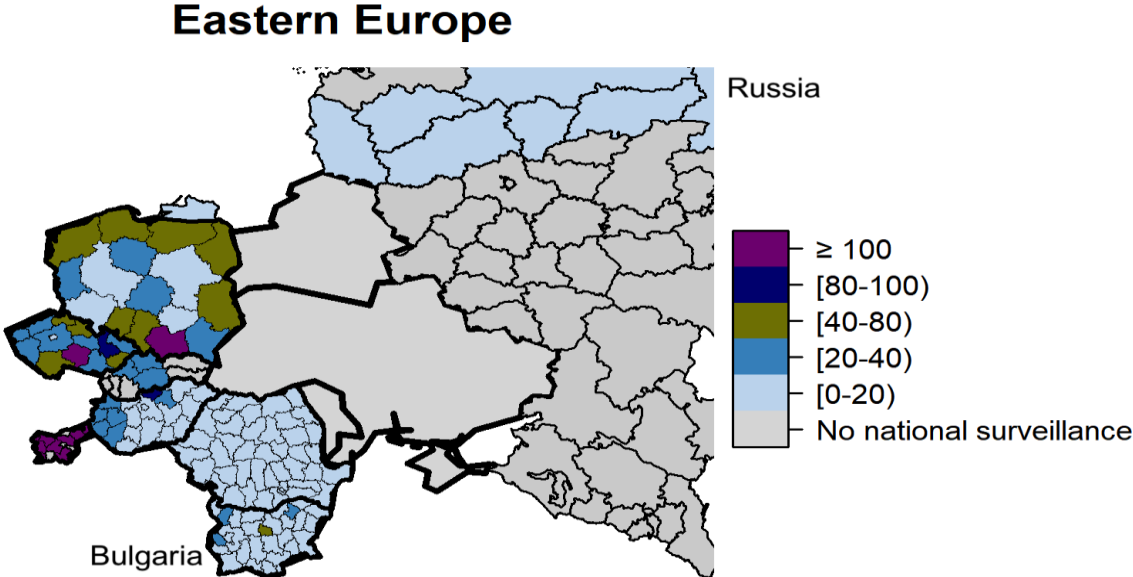 Eastern Europe
Russia
≥ 100
[80-100)
[40-80)
[20-40)
[0-20)
No national surveillance
Bulgaria